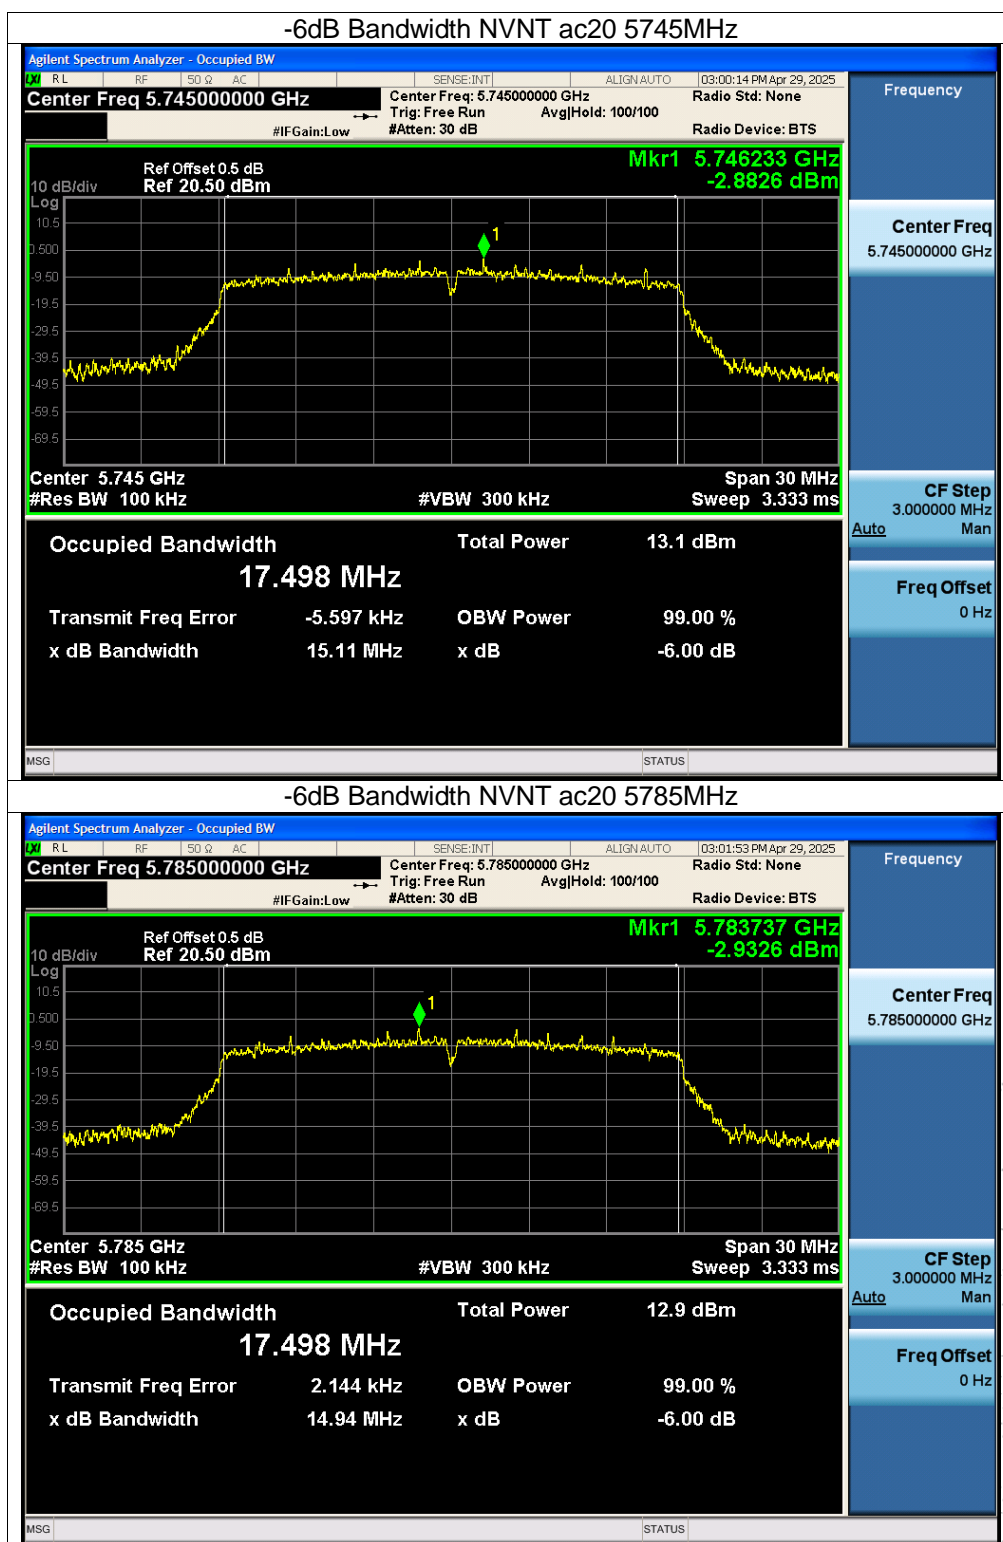 -6dB Bandwidth NVNT ac20 5745MHz
Agilent Spectrum Analyzer - Occupied BW
LXI RL RF 50 Ω AC SENSE:INT ALIGN AUTO 03:00:14 PM Apr 29, 2025
Center Freq 5.745000000 GHz Center Freq: 5.745000000 GHz Radio Std: None Frequency
Trig: Free Run Avg|Hold: 100/100
#IFGain:Low #Atten: 30 dB Radio Device: BTS
Mkr1 5.746233 GHz
Ref Offset 0.5 dB
-2.8826 dBm
10 dB/div Ref 20.50 dBm
Log
10.5
1
Center Freq
5.745000000 GHz
0.500
-9.50
-19.5
-29.5
-39.5
-49.5
-59.5
-69.5
Center 5.745 GHz Span 30 MHz
#Res BW 100 kHz #VBW 300 kHz Sweep 3.333 ms
CF Step
3.000000 MHz
Auto Man
Occupied Bandwidth Total Power 13.1 dBm
17.498 MHz
Freq Offset
0 Hz
Transmit Freq Error -5.597 kHz OBW Power 99.00 %
x dB Bandwidth 15.11 MHz x dB -6.00 dB
MSG STATUS
-6dB Bandwidth NVNT ac20 5785MHz
Agilent Spectrum Analyzer - Occupied BW
LXI RL RF 50 Ω AC SENSE:INT ALIGN AUTO 03:01:53 PM Apr 29, 2025
Center Freq 5.785000000 GHz Center Freq: 5.785000000 GHz Radio Std: None Frequency
Trig: Free Run Avg|Hold: 100/100
#IFGain:Low #Atten: 30 dB Radio Device: BTS
Mkr1 5.783737 GHz
Ref Offset 0.5 dB
-2.9326 dBm
10 dB/div Ref 20.50 dBm
Log
10.5
1
Center Freq
5.785000000 GHz
0.500
-9.50
-19.5
-29.5
-39.5
-49.5
-59.5
-69.5
Center 5.785 GHz Span 30 MHz
#Res BW 100 kHz #VBW 300 kHz Sweep 3.333 ms
CF Step
3.000000 MHz
Auto Man
Occupied Bandwidth Total Power 12.9 dBm
17.498 MHz
Freq Offset
0 Hz
Transmit Freq Error 2.144 kHz OBW Power 99.00 %
x dB Bandwidth 14.94 MHz x dB -6.00 dB
MSG STATUS